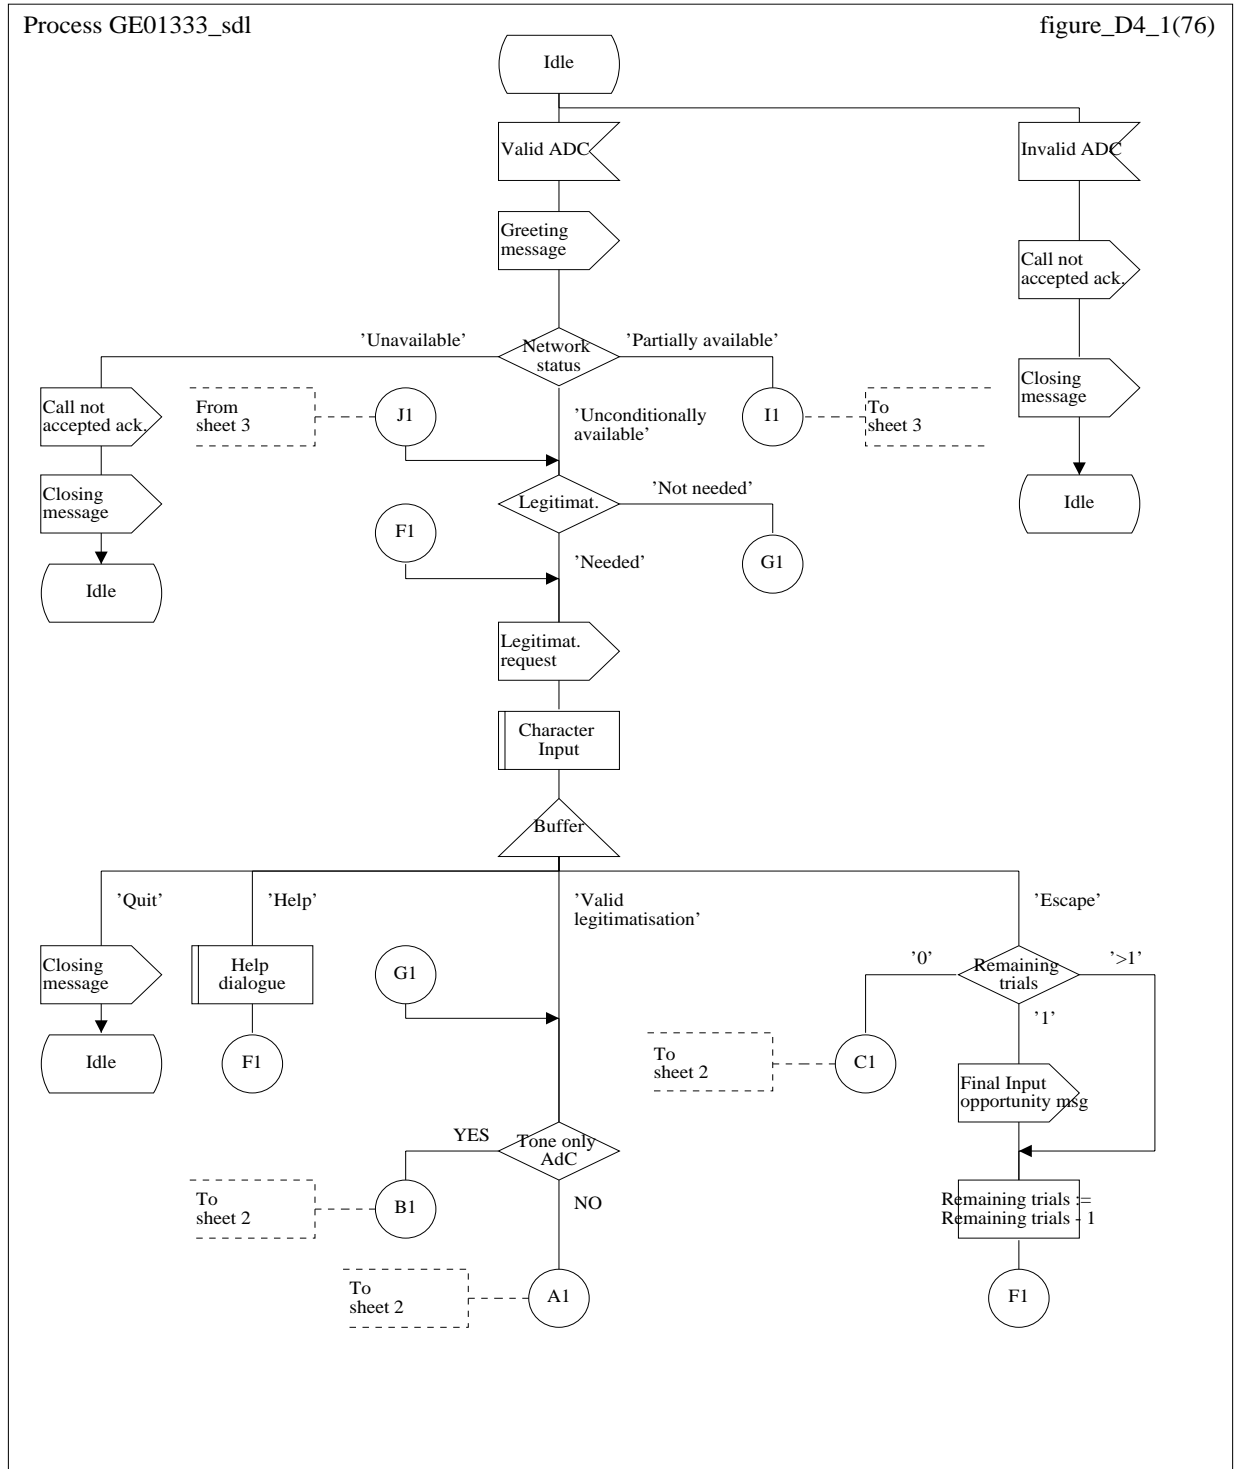 Process GE01333_sdl
figure_D4_1(76)
Idle
Valid ADC
Invalid ADC
Greeting
message
Call not
accepted ack.
’Unavailable’
Network
status
’Partially available’
Call not
accepted ack.
From
sheet 3
J1
’Unconditionally
available’
I1
To
sheet 3
Closing
message
Closing
message
Legitimat.
’Not needed’
Idle
F1
’Needed’
G1
Idle
Legitimat.
request
Character
Input
Buffer
’Quit’
’Help’
’Valid
legitimatisation’
’Escape’
Closing
message
Help
dialogue
G1
’0’
Remaining
trials
’>1’
’1’
Idle
F1
To
sheet 2
C1
Final Input
opportunity msg
YES
Tone only
AdC
NO
To
sheet 2
B1
Remaining trials :=
Remaining trials - 1
To
sheet 2
A1
F1